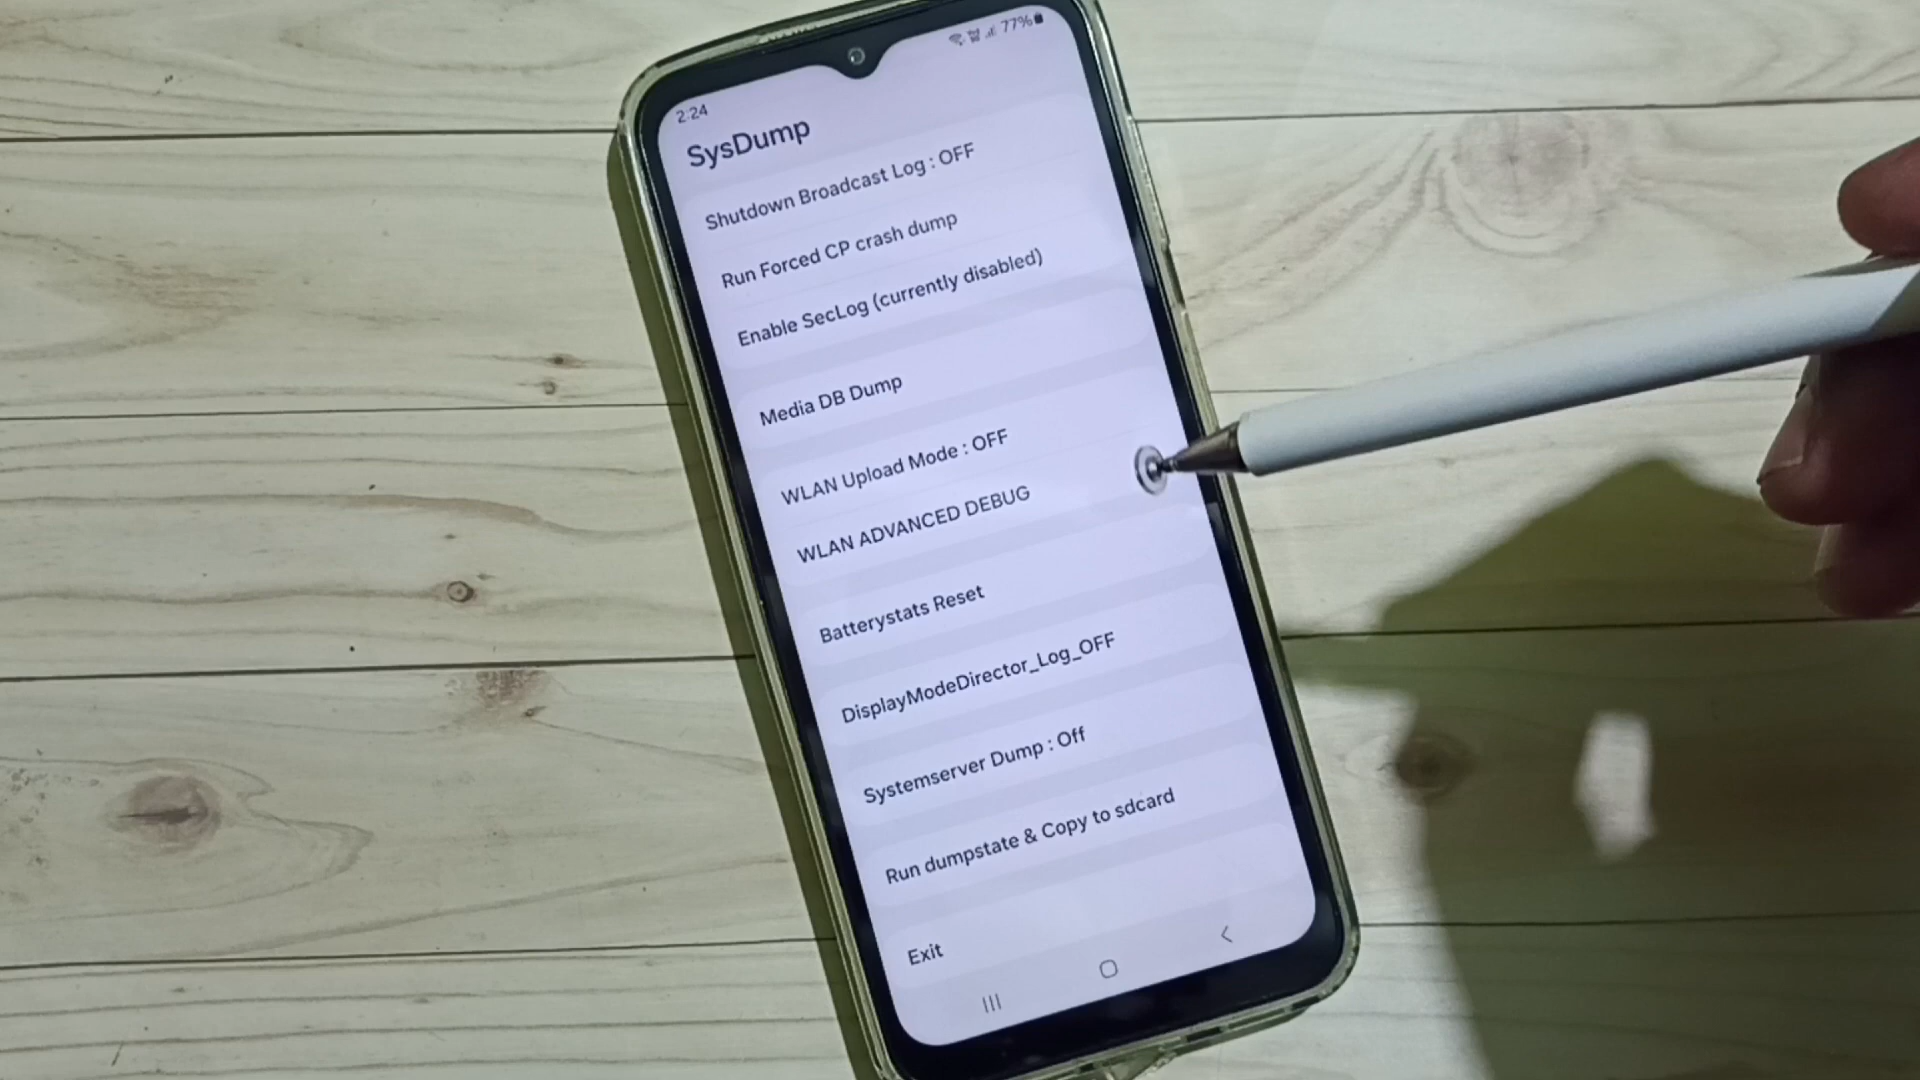 77%
2:24
SysDump
Shutdown Broadcast Log : OFF
Run Forced CP crash dump
Enable SecLog (currently disabled)
Media DB Dump
WLAN Upload Mode : OFF
WLAN ADVANCED DEBUG
Batterystats Reset
DisplayModeDirector_Log_OFF
Systemserver Dump : Off
Run dumpstate & Copy to sdcard
Exit